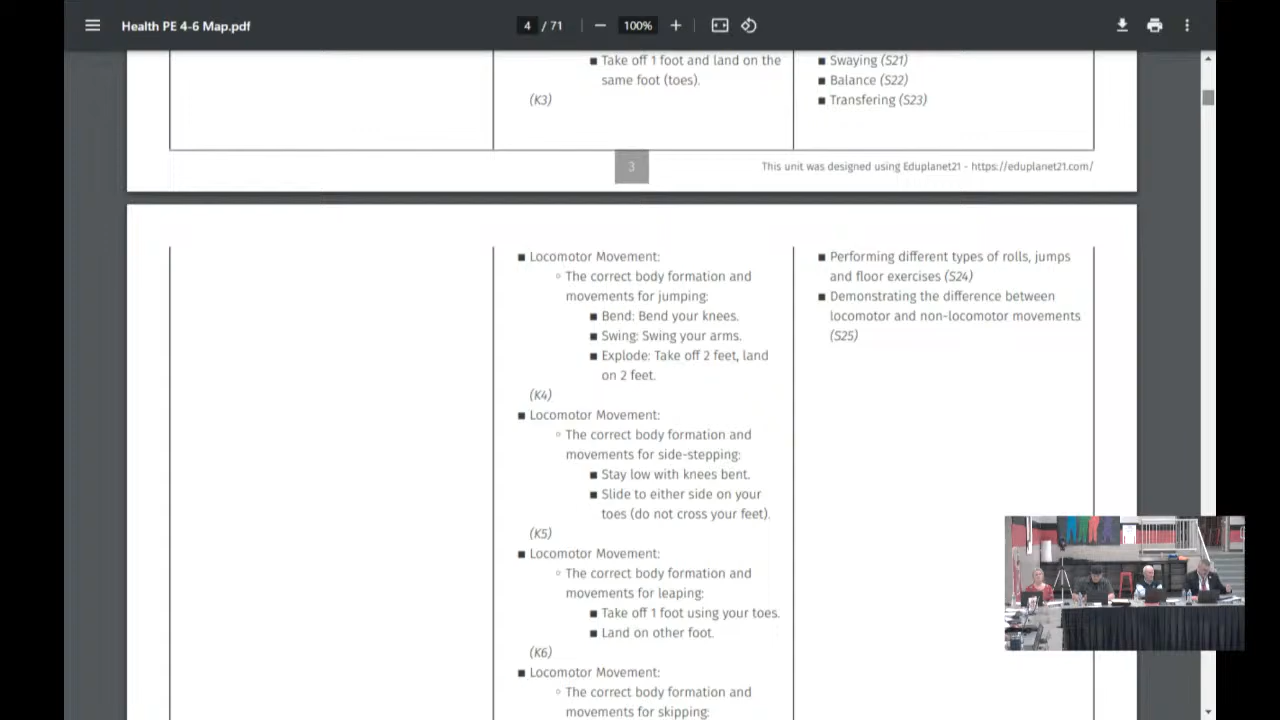 Health PE 4-6 Map.pdf
4 / 71
100%
■ Take off 1 foot and land on the
same foot (toes).
(K3)
■ Swaying (S21)
■ Balance (S22)
■ Transfering (S23)
3
This unit was designed using Eduplanet21 - https://eduplanet21.com/
■ Locomotor Movement:
◦ The correct body formation and
movements for jumping:
■ Bend: Bend your knees.
■ Swing: Swing your arms.
■ Explode: Take off 2 feet, land
on 2 feet.
(K4)
■ Locomotor Movement:
◦ The correct body formation and
movements for side-stepping:
■ Stay low with knees bent.
■ Slide to either side on your
toes (do not cross your feet).
(K5)
■ Locomotor Movement:
◦ The correct body formation and
movements for leaping:
■ Take off 1 foot using your toes.
■ Land on other foot.
(K6)
■ Locomotor Movement:
◦ The correct body formation and
movements for skipping:
■ Performing different types of rolls, jumps
and floor exercises (S24)
■ Demonstrating the difference between
locomotor and non-locomotor movements
(S25)